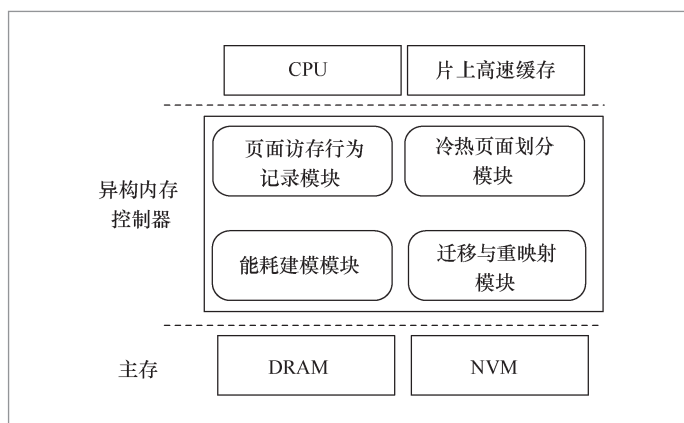 CPU
片上高速缓存
页面访存行为
记录模块
冷热页面划分
模块
异构内存
控制器
能耗建模模块
迁移与重映射
模块
主存
DRAM
NVM